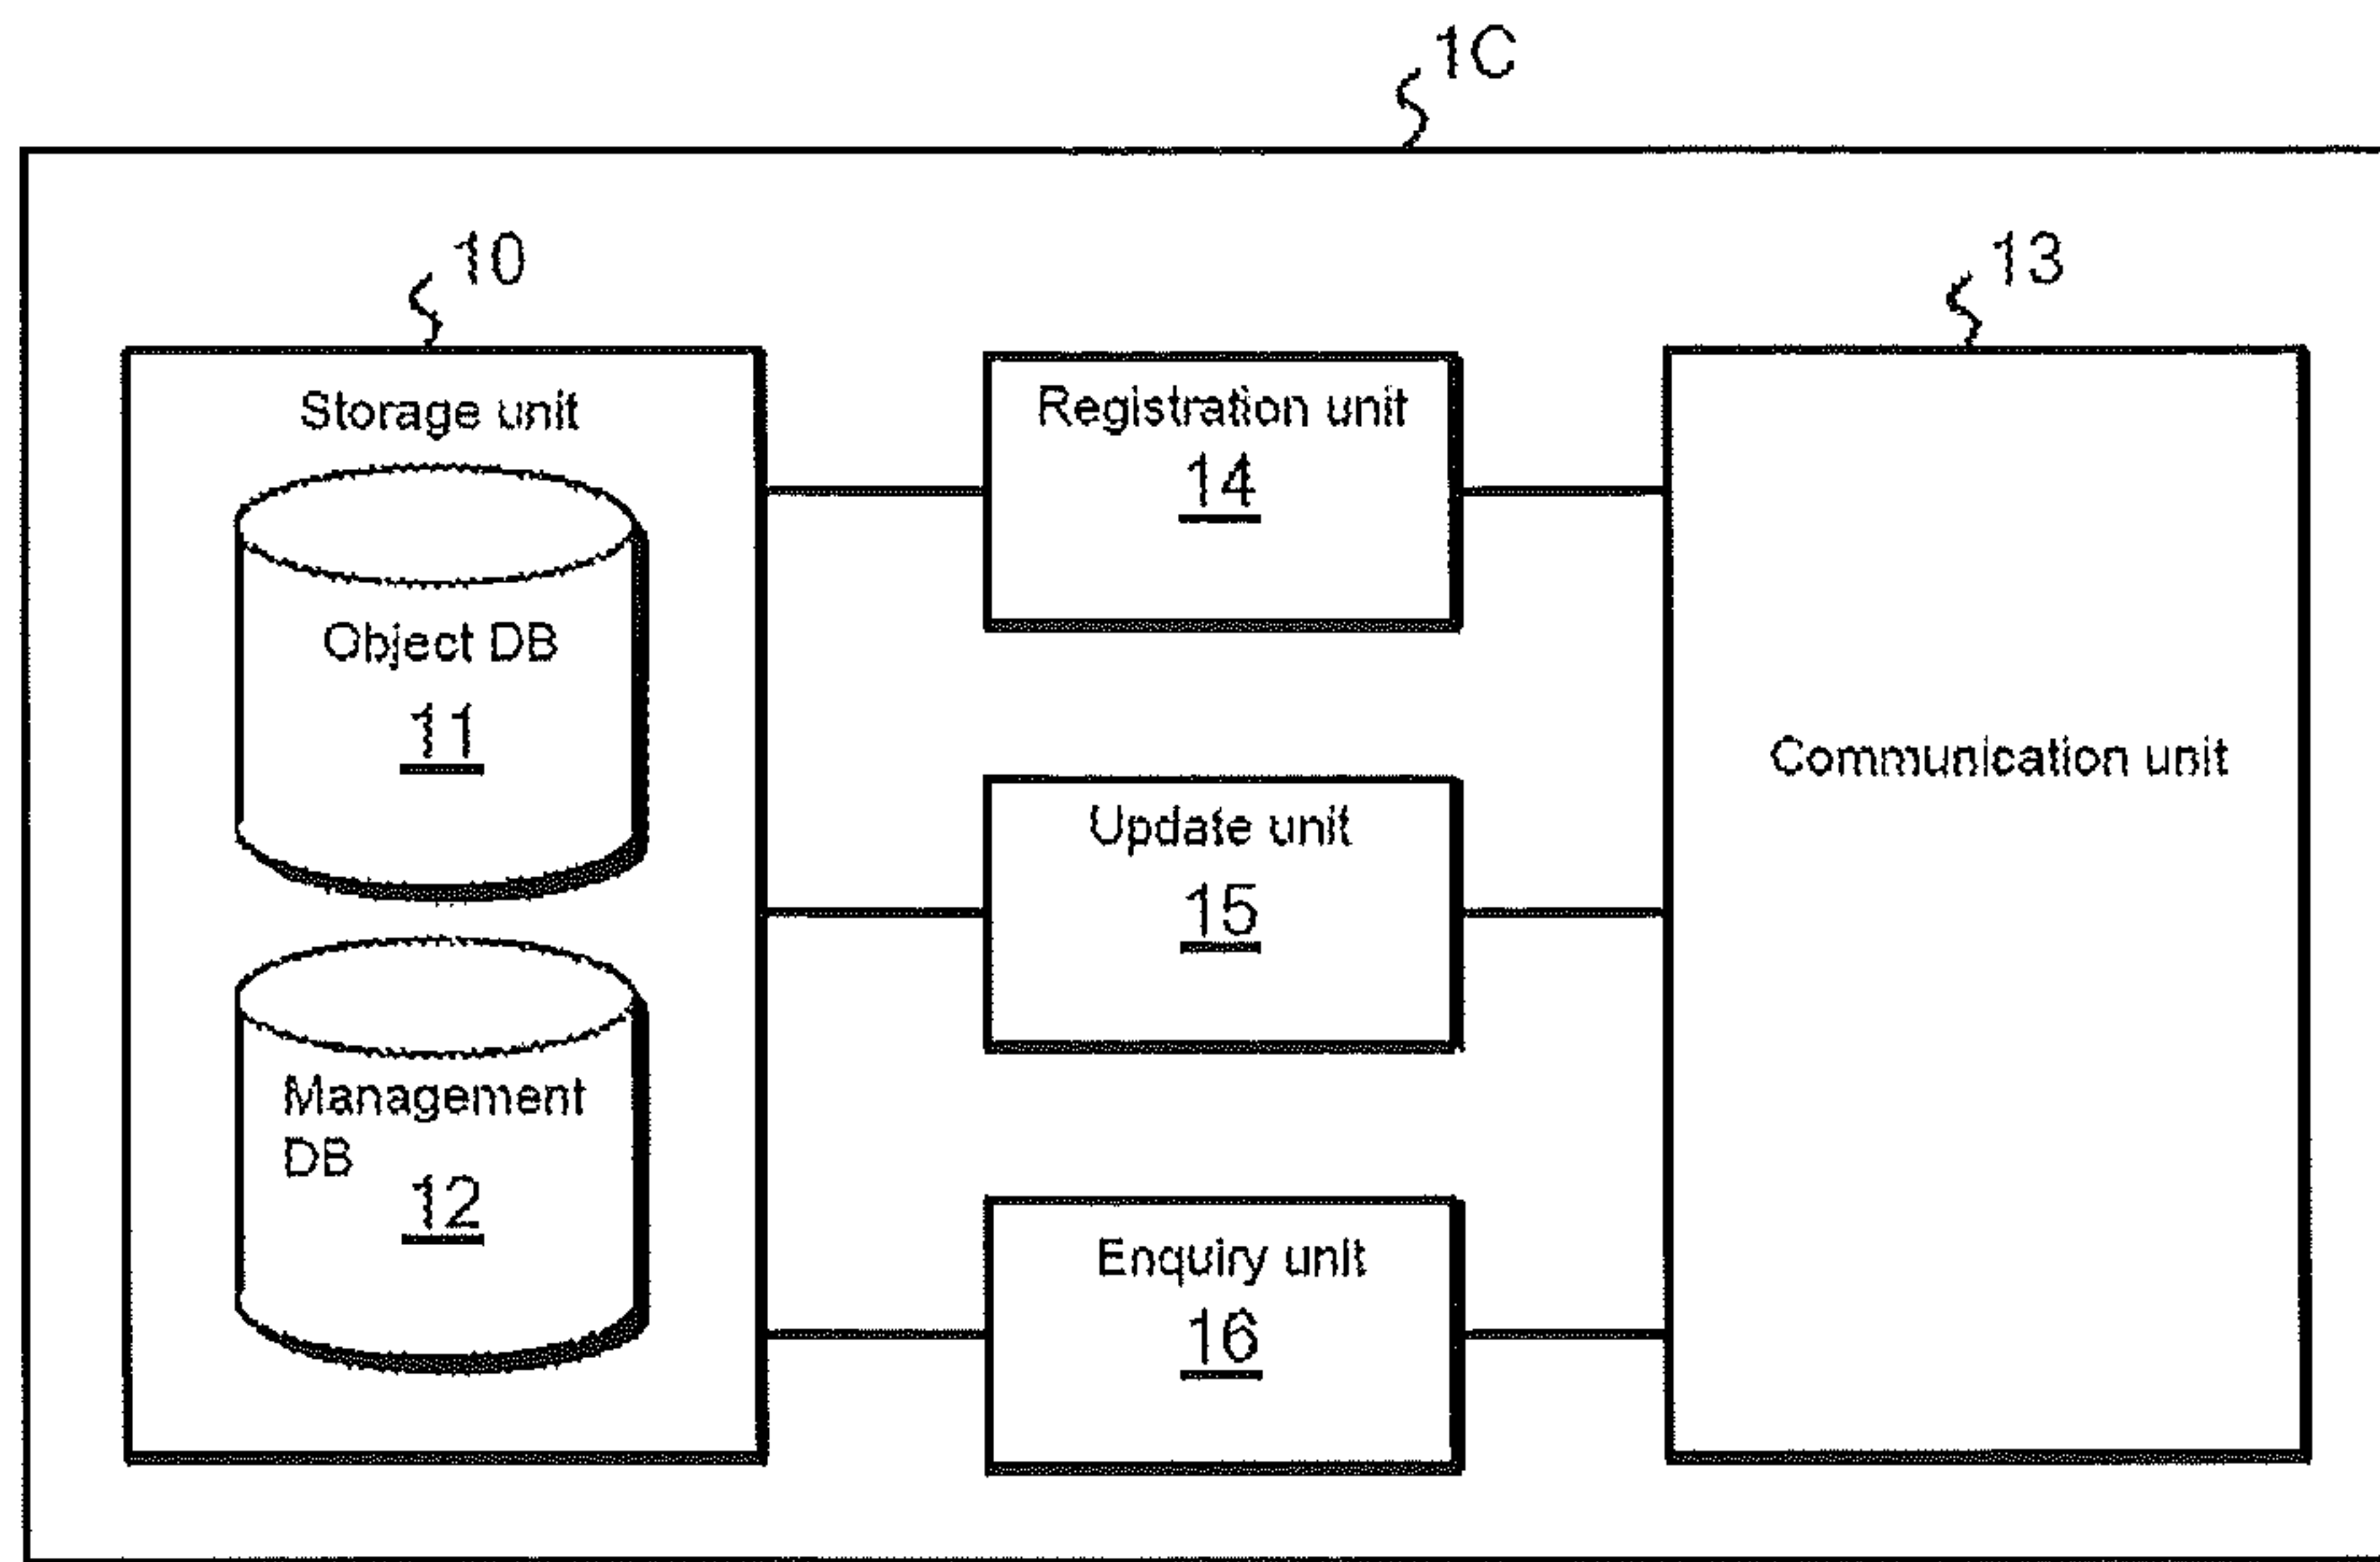 1C
10
13
Storage unit
Registration unit
14
Object DB
11
Communication unit
Update unit
15
Management
DB
12
Enquiry unit
16